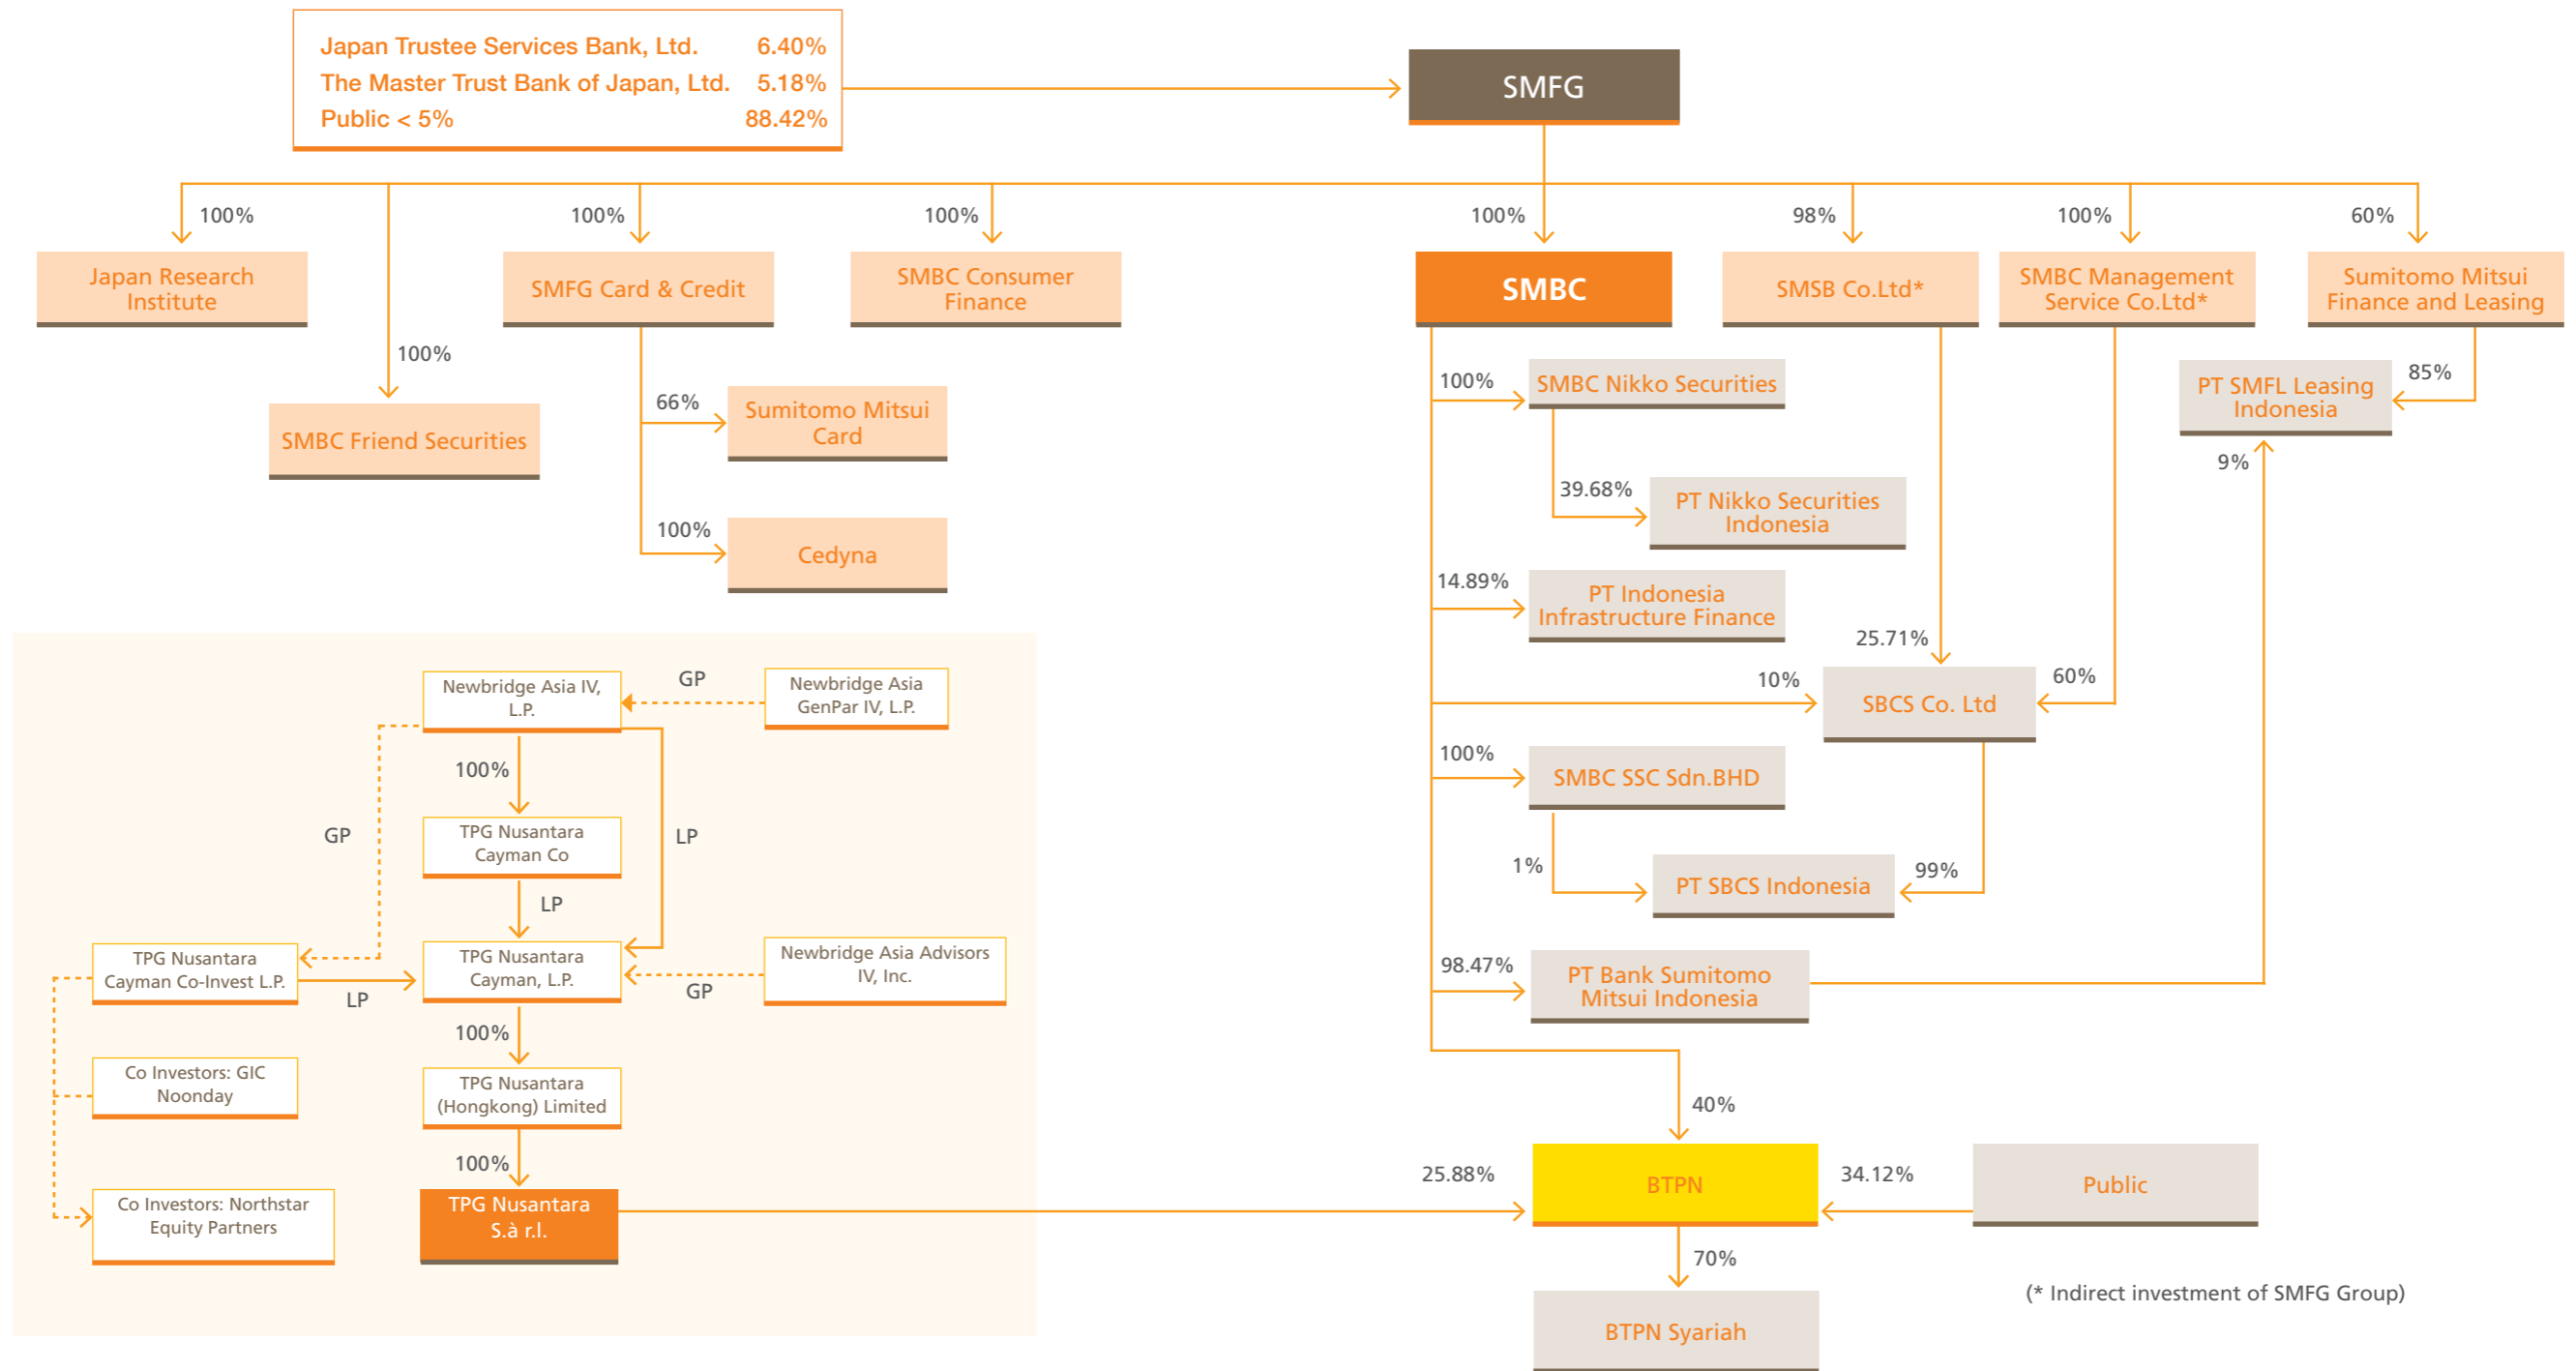 Japan Trustee Services Bank, Ltd. 6.40%
The Master Trust Bank of Japan, Ltd. 5.18%
Public < 5% 88.42%
SMFG
100%
100%
100%
100%
98%
100%
60%
Japan Research
Institute
SMFG Card & Credit
SMBC Consumer
Finance
SMBC
SMSB Co.Ltd*
SMBC Management
Service Co.Ltd*
Sumitomo Mitsui
Finance and Leasing
100%
SMBC Friend Securities
66%
Sumitomo Mitsui
Card
100%
Cedyna
100%
SMBC Nikko Securities
PT SMFL Leasing
Indonesia
85%
9%
39.68%
PT Nikko Securities
Indonesia
14.89%
PT Indonesia
Infrastructure Finance
25.71%
10%
SBCS Co. Ltd
60%
100%
SMBC SSC Sdn.BHD
1%
PT SBCS Indonesia
99%
98.47%
PT Bank Sumitomo
Mitsui Indonesia
40%
Newbridge Asia IV,
L.P.
GP
Newbridge Asia
GenPar IV, L.P.
100%
GP
LP
TPG Nusantara
Cayman Co
LP
TPG Nusantara
Cayman Co-Invest L.P.
LP
TPG Nusantara
Cayman, L.P.
GP
Newbridge Asia Advisors
IV, Inc.
100%
Co Investors: GIC
Noonday
TPG Nusantara
(Hongkong) Limited
100%
Co Investors: Northstar
Equity Partners
TPG Nusantara
S.à r.l.
25.88%
BTPN
34.12%
Public
70%
BTPN Syariah
(* Indirect investment of SMFG Group)